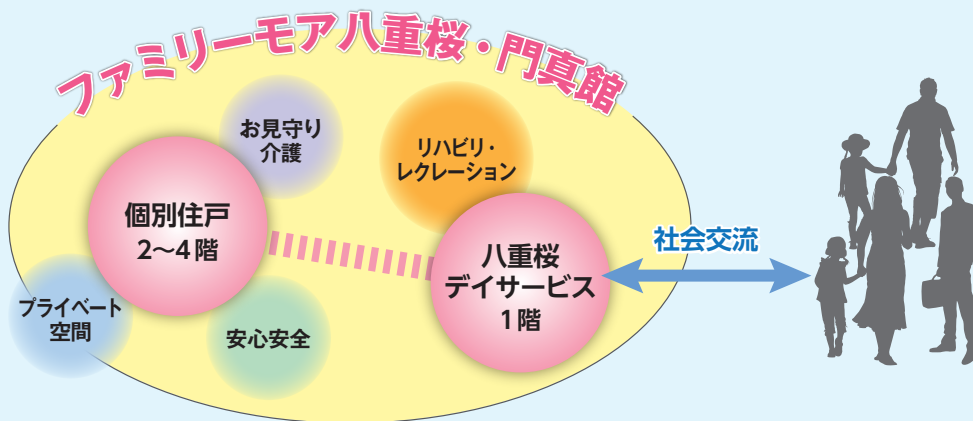 ファミリーモア八重桜・門真館
お見守り
介護
リハビリ・
レクレーション
個別住戸
2〜4階
八重桜
デイサービス
1階
社会交流
プライベート
空間
安心安全